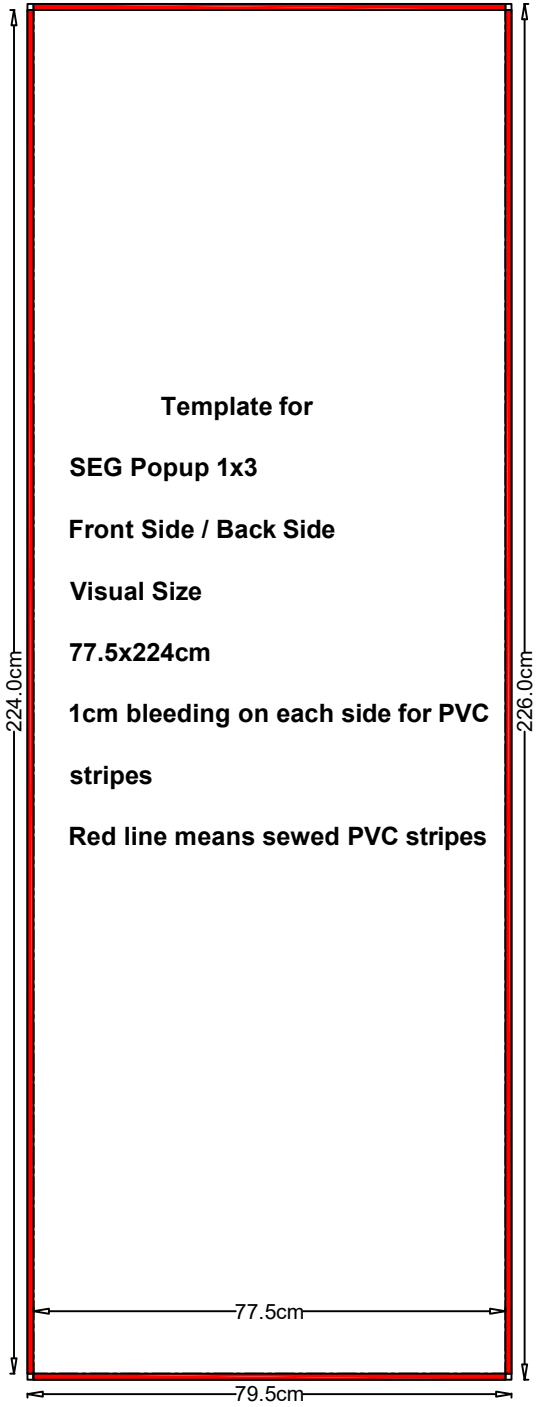 Template for
SEG Popup 1x3
Front Side / Back Side
Visual Size
77.5x224cm
1cm bleeding on each side for PVC
stripes
Red line means sewed PVC stripes
224.0cm
226.0cm
77.5cm
79.5cm